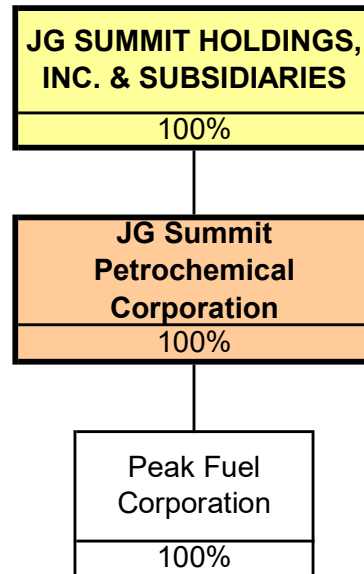 JG SUMMIT HOLDINGS,
INC. & SUBSIDIARIES
100%
JG Summit
Petrochemical
Corporation
100%
Peak Fuel
Corporation
100%